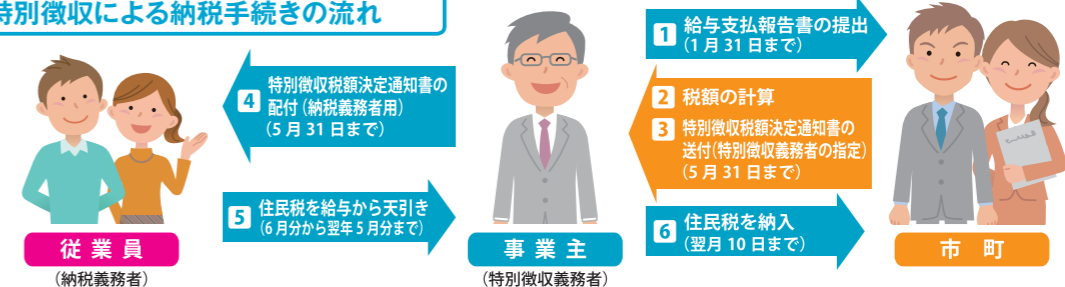 特別徴収による納税手続きの流れ
1 給与支払報告書の提出
(1月31日まで)
2 税額の計算
3 特別徴収税額決定通知書の
送付(特別徴収義務者の指定)
(5月31日まで)
4 特別徴収税額決定通知書の
配付(納税義務者用)
(5月31日まで)
5 住民税を給与から天引き
(6月分から翌年5月分まで)
6 住民税を納入
(翌月10日まで)
従業員
(納税義務者)
事業主
(特別徴収義務者)
市町